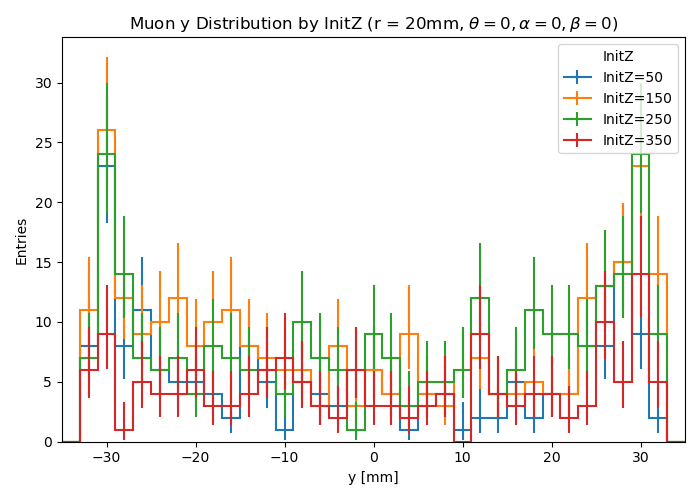 Muon y Distribution by InitZ (r = 20mm, θ = 0, α = 0, β = 0)
InitZ
InitZ=50
InitZ=150
InitZ=250
InitZ=350
Entries
30
25
20
15
10
5
0
−30 −20 −10 0 10 20 30
y [mm]